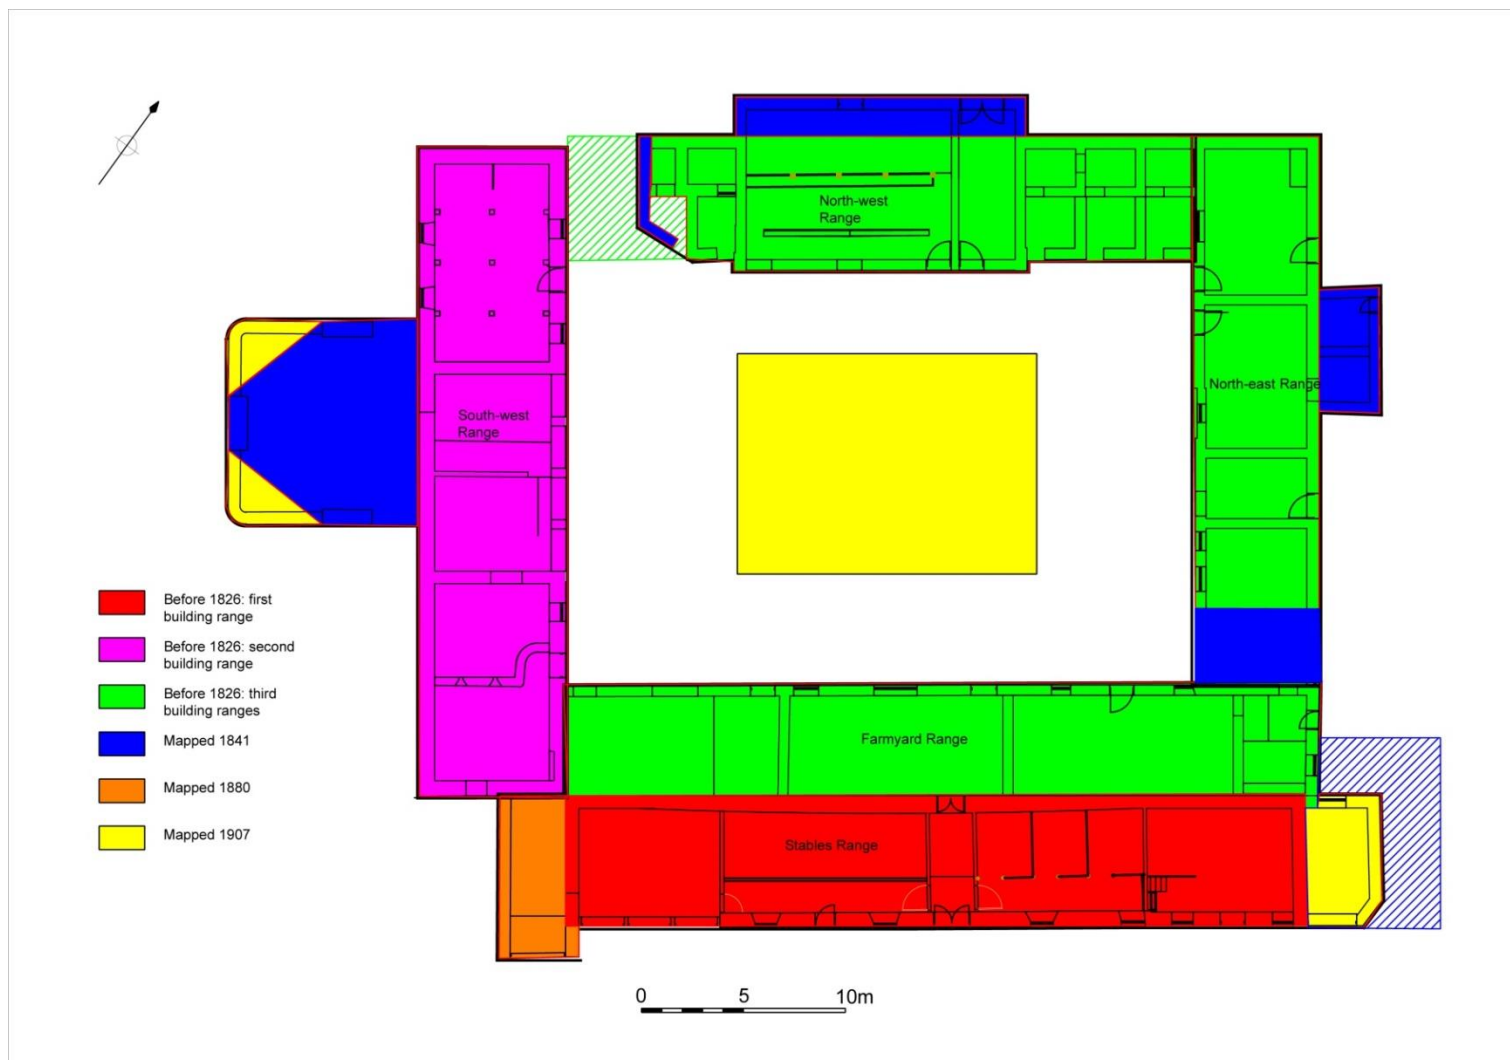 North-west
Range
North-east Range
South-west
Range
Before 1826: first
building range
Before 1826: second
building range
Before 1826: third
building ranges
Mapped 1841
Mapped 1880
Mapped 1907
Farmyard Range
Stables Range
0 5 10m